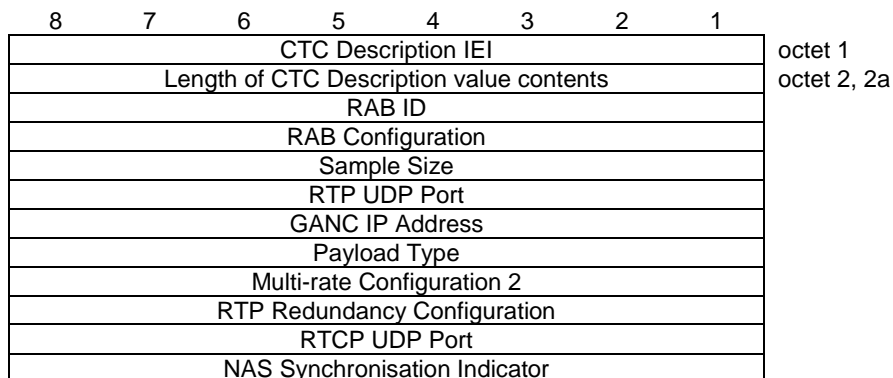 8 7 6 5 4 3 2 1
CTC Description IEI octet 1
Length of CTC Description value contents octet 2, 2a
RAB ID
RAB Configuration
Sample Size
RTP UDP Port
GANC IP Address
Payload Type
Multi-rate Configuration 2
RTP Redundancy Configuration
RTCP UDP Port
NAS Synchronisation Indicator